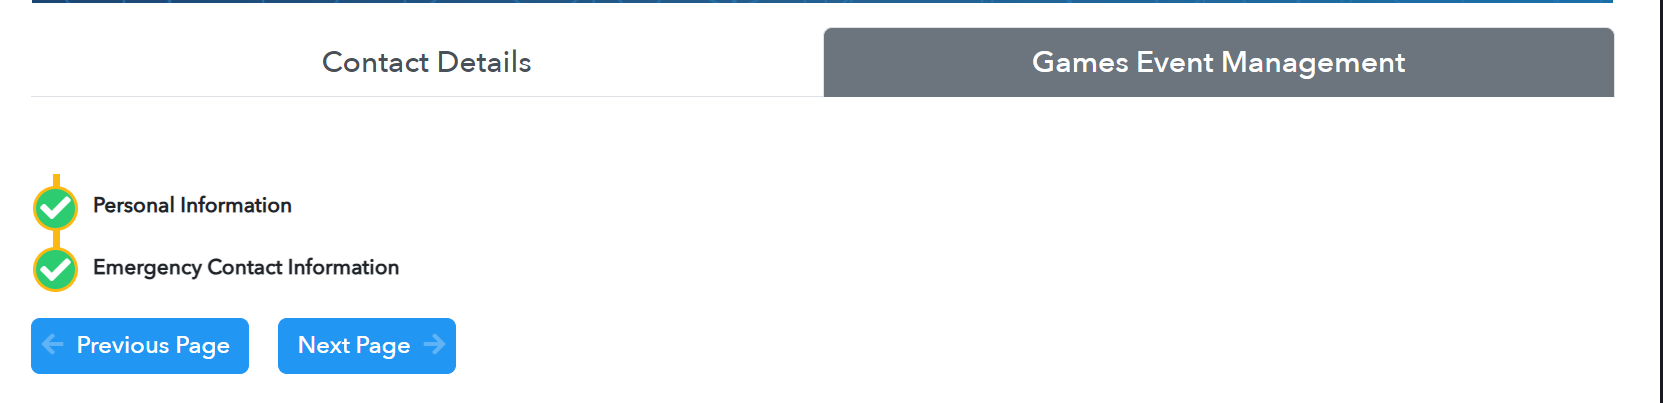 Contact Details
Games Event Management
Personal Information
Emergency Contact Information
Previous Page
Next Page